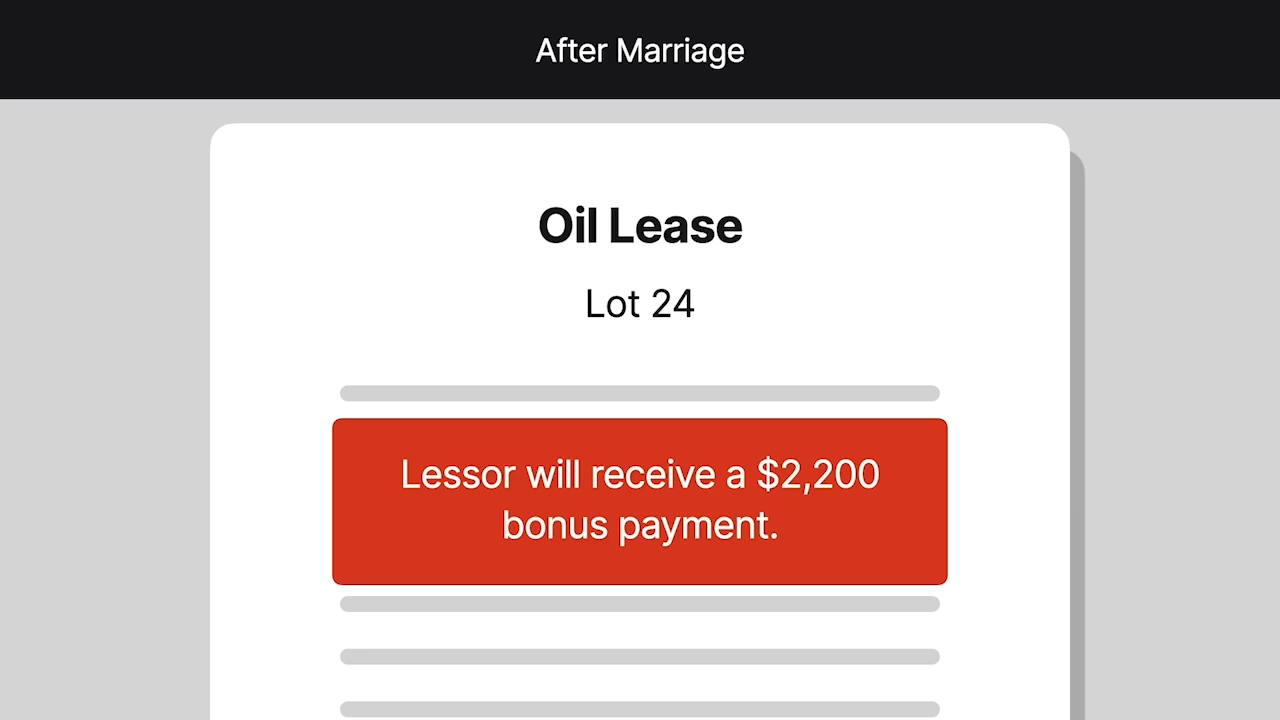 After Marriage
Oil Lease
Lot 24
Lessor will receive a $2,200
bonus payment.